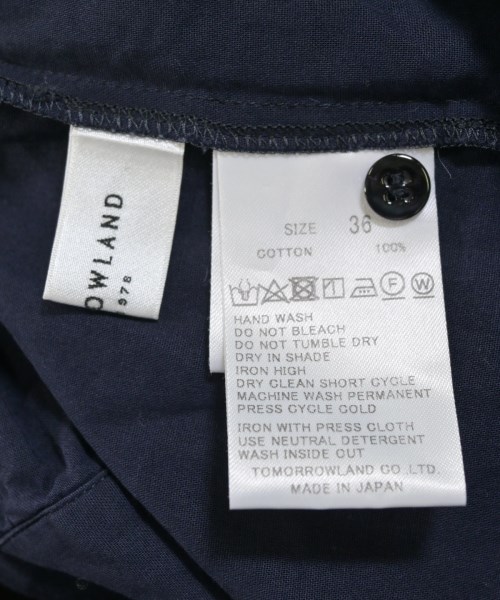 OWLAND
1978
SIZE 36
COTTON 100%
HAND WASH
DO NOT BLEACH
DO NOT TUMBLE DRY
DRY IN SHADE
IRON HIGH
DRY CLEAN SHORT CYCLE
MACHINE WASH PERMANENT
PRESS CYCLE COLD
IRON WITH PRESS CLOTH
USE NEUTRAL DETERGENT
WASH INSIDE OUT
TOMORROWLAND CO.,LTD.
MADE IN JAPAN